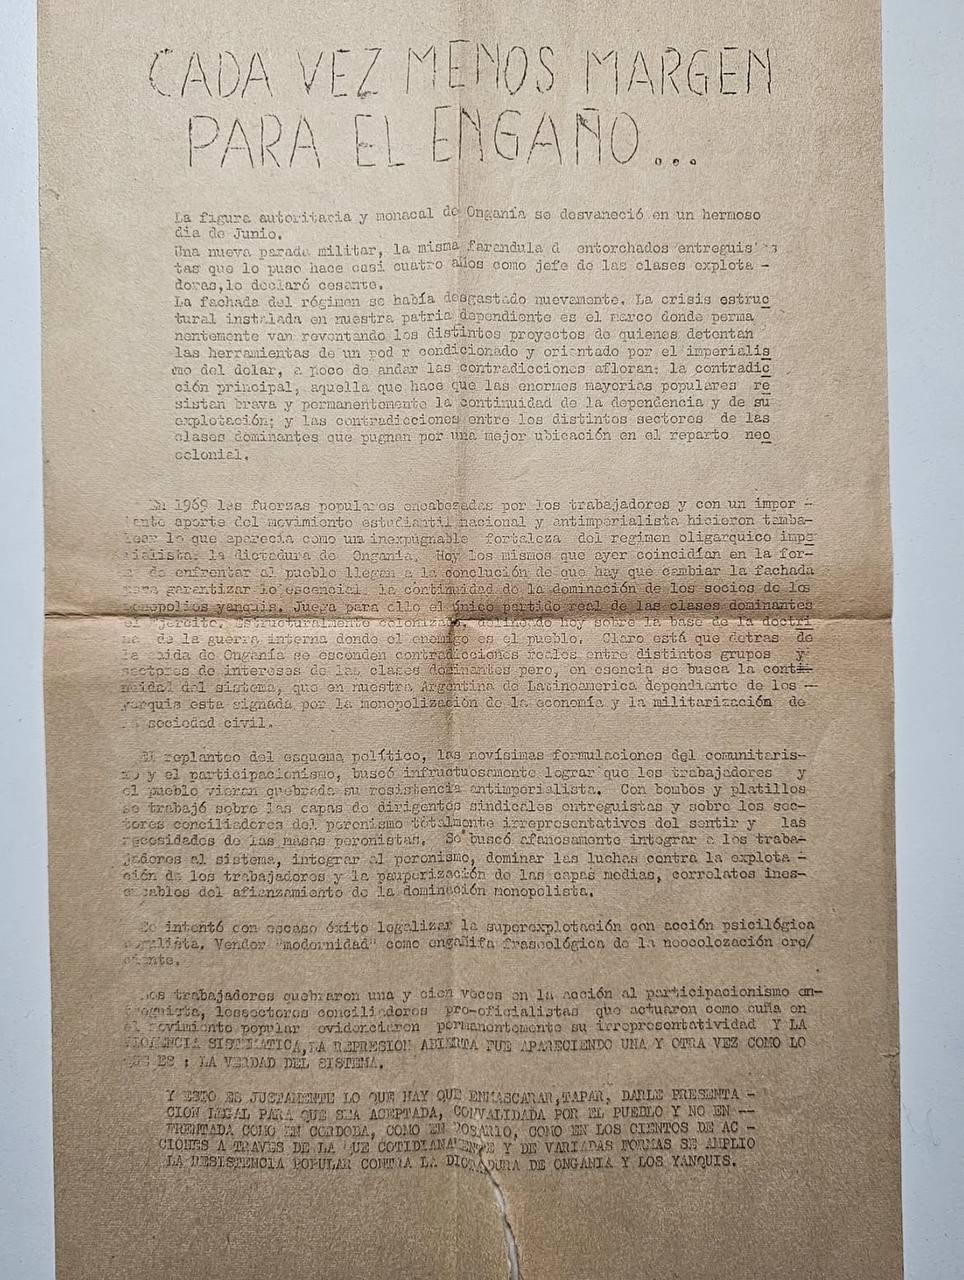 CADA VEZ MENOS MARGEN
PARA EL ENGAÑO...
La figura autoritaria y monacal de Onganía se desvaneció en un hermoso
dia de Junio.
Una nueva parada militar, la misma farandula d entorchados entreguis
tas que lo puso hace casi cuatro años como jefe de las clases explota -
doras, lo declaró cesante.
La fachada del régimen se había desgastado nuevamente. La crisis estruc
tural instalada en nuestra patria dependiente es el marco donde perma
nentemente van reventando los distintos proyectos de quienes detentan
las herramientas de un pod r condicionado y orientado por el imperialis
mo del dolar, a poco de andar las contradicciones afloran: la contradic
ción principal, aquella que hace que las enormes mayorias populares re
sistan brava y permanentemente la continuidad de la dependencia y de su
explotación; y las contradicciones entre los distintos sectores de las
clases dominantes que pugnan por una mejor ubicación en el reparto neo
colonial.
En 1969 las fuerzas populares encabezadas por los trabajadores y con un impor -
tante aporte del movimiento estudiantil nacional y antimperialista hicieron tamba-
lear lo que aparecía como un inexpugnable fortaleza del regimen oligarquico impe
rialista: la dictadura de Onganía. Hoy los mismos que ayer coincidían en la for-
de enfrentar al pueblo llegan a la conclución de que hay que cambiar la fachada
para garantizar lo escencial: la continuidad de la dominación de los socios de los
monopolios yanquis. Juega para ello el único partido real de las clases dominantes
el Ejército. Estructuralmente colonizado, delineado hoy sobre la base de la doctri
na de la guerra interna donde el enemigo es el pueblo. Claro está que detras de
la caida de Onganía se esconden contradicciones reales entre distintos grupos y
sectores de intereses de las clases dominantes pero, en esencia se busca la conti-
nuidad del sistema, que en nuestra Argentina de Latinoamerica dependiente de los --
yanquis esta signada por la monopolización de la economía y la militarización de
sociedad civil.
El replanteo del esquema político, las novísimas formulaciones del comunitaris-
mo y el participacionismo, buscó infructuosamente lograr que los trabajadores y
el pueblo vieran quebrada su resistencia antimperialista. Con bombos y platillos
se trabajó sobre las capas de dirigentes sindicales entreguistas y sobre los sec-
tores conciliadores del peronismo totalmente irrepresentativos del sentir y las
necesidades de las masas peronistas. Se buscó afanosamente integrar a los traba-
jadores al sistema, integrar al peronismo, dominar las luchas contra la explota -
ción de los trabajadores y la pauperización de las capas medias, correlatos ines-
cables del afianzamiento de la dominación monopolista.
Se intentó con escaso éxito legalizar la superexplotación con acción psicilógica
Vender "modernidad" como engañifa fraseológica de la neocolozación cre/
ciente.
Los trabajadores quebraron una y cien veces en la acción al participacionismo en-
treguista, lossectores conciliadores pro-oficialistas que actuaron como cuña en
el movimiento popular evidenciaron permanentemente su irrepresentatividad Y LA
VIOLENCIA SISTEMATICA,LA REPRESION ABIERTA FUE APARECIENDO UNA Y OTRA VEZ COMO LO
QUE ES : LA VERDAD DEL SISTEMA.
Y ESTO ES JUSTAMENTE LO QUE HAY QUE ENMASCARAR,TAPAR, DARLE PRESENTA -
CION LEGAL PARA QUE SEA ACEPTADA, CONVALIDADA POR EL PUEBLO Y NO EN --
FRENTADA COMO EN CORDOBA, COMO EN ROSARIO, COMO EN LOS CIENTOS DE AC -
CIONES A TRAVES DE LA QUE COTIDIANAMENTE Y DE VARIADAS FORMAS SE AMPLIO
LA RESISTENCIA POPULAR CONTRA LA DICTADURA DE ONGANIA Y LOS YANQUIS.